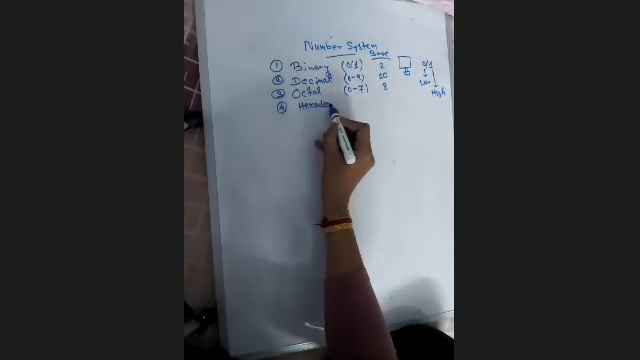 Number System
Base
① Binary (0/1) 2 0/1
② Decimal (0-9) 10 Low
③ Octal (0-7) 8 High
④ Hexade